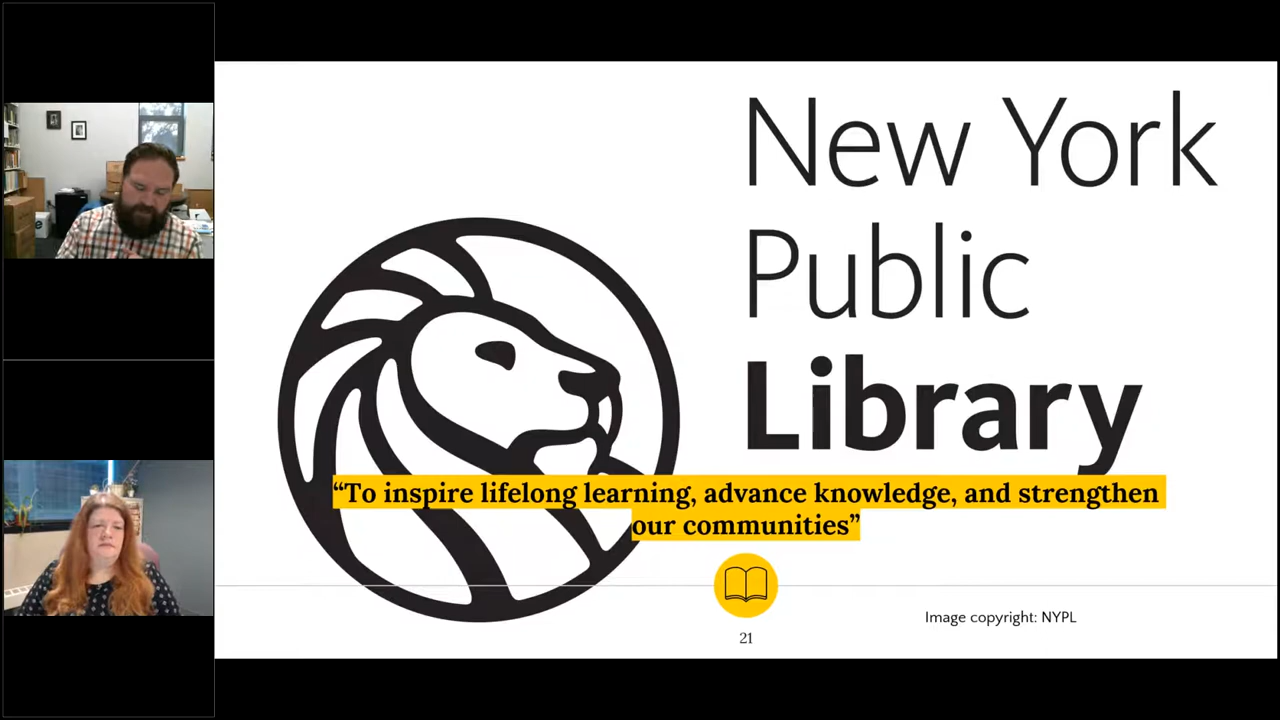 New York
Public
Library
“To inspire lifelong learning, advance knowledge, and strengthen
our communities”
Image copyright: NYPL
21